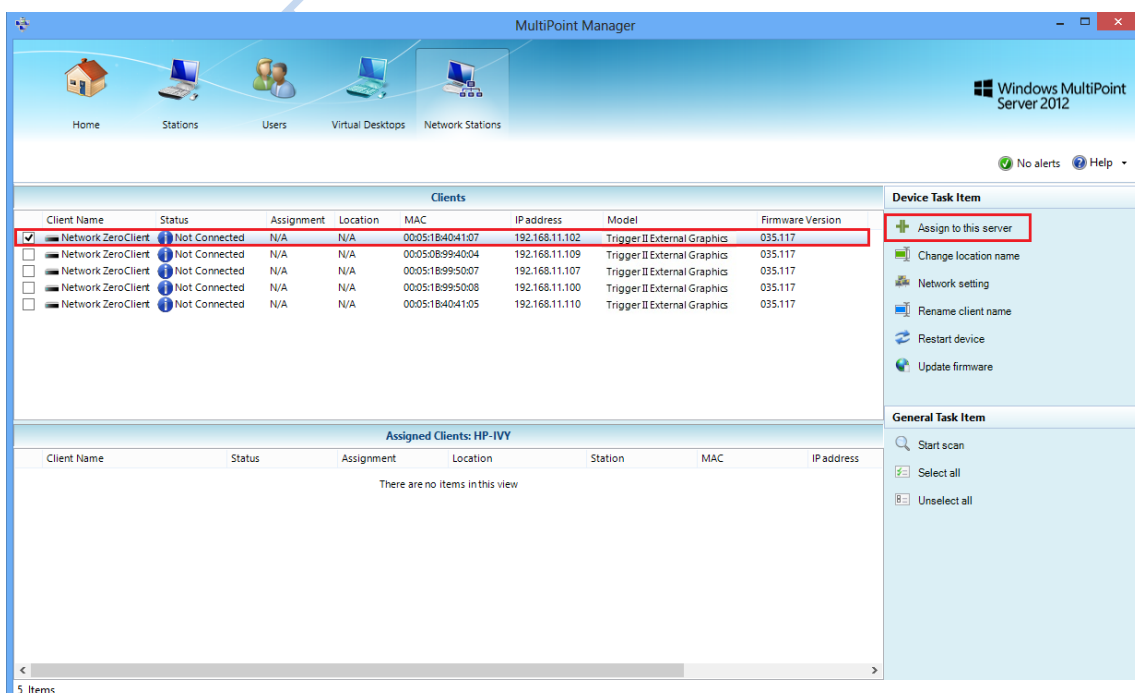 MultiPoint Manager
Home Stations Users Virtual Desktops Network Stations
Windows MultiPoint
Server 2012
No alerts Help
Clients
Device Task Item
Client Name Status Assignment Location MAC IP address Model Firmware Version
Network ZeroClient Not Connected N/A N/A 00:05:1B:40:41:07 192.168.11.102 Trigger II External Graphics 035.117
Network ZeroClient Not Connected N/A N/A 00:05:0B:99:40:04 192.168.11.109 Trigger II External Graphics 035.117
Network ZeroClient Not Connected N/A N/A 00:05:1B:99:50:07 192.168.11.107 Trigger II External Graphics 035.117
Network ZeroClient Not Connected N/A N/A 00:05:1B:99:50:08 192.168.11.100 Trigger II External Graphics 035.117
Network ZeroClient Not Connected N/A N/A 00:05:1B:40:41:05 192.168.11.110 Trigger II External Graphics 035.117
Assign to this server
Change location name
Network setting
Rename client name
Restart device
Update firmware
General Task Item
Start scan
Select all
Unselect all
Assigned Clients: HP-IVY
Client Name Status Assignment Location Station MAC IP address
There are no items in this view
5 Items